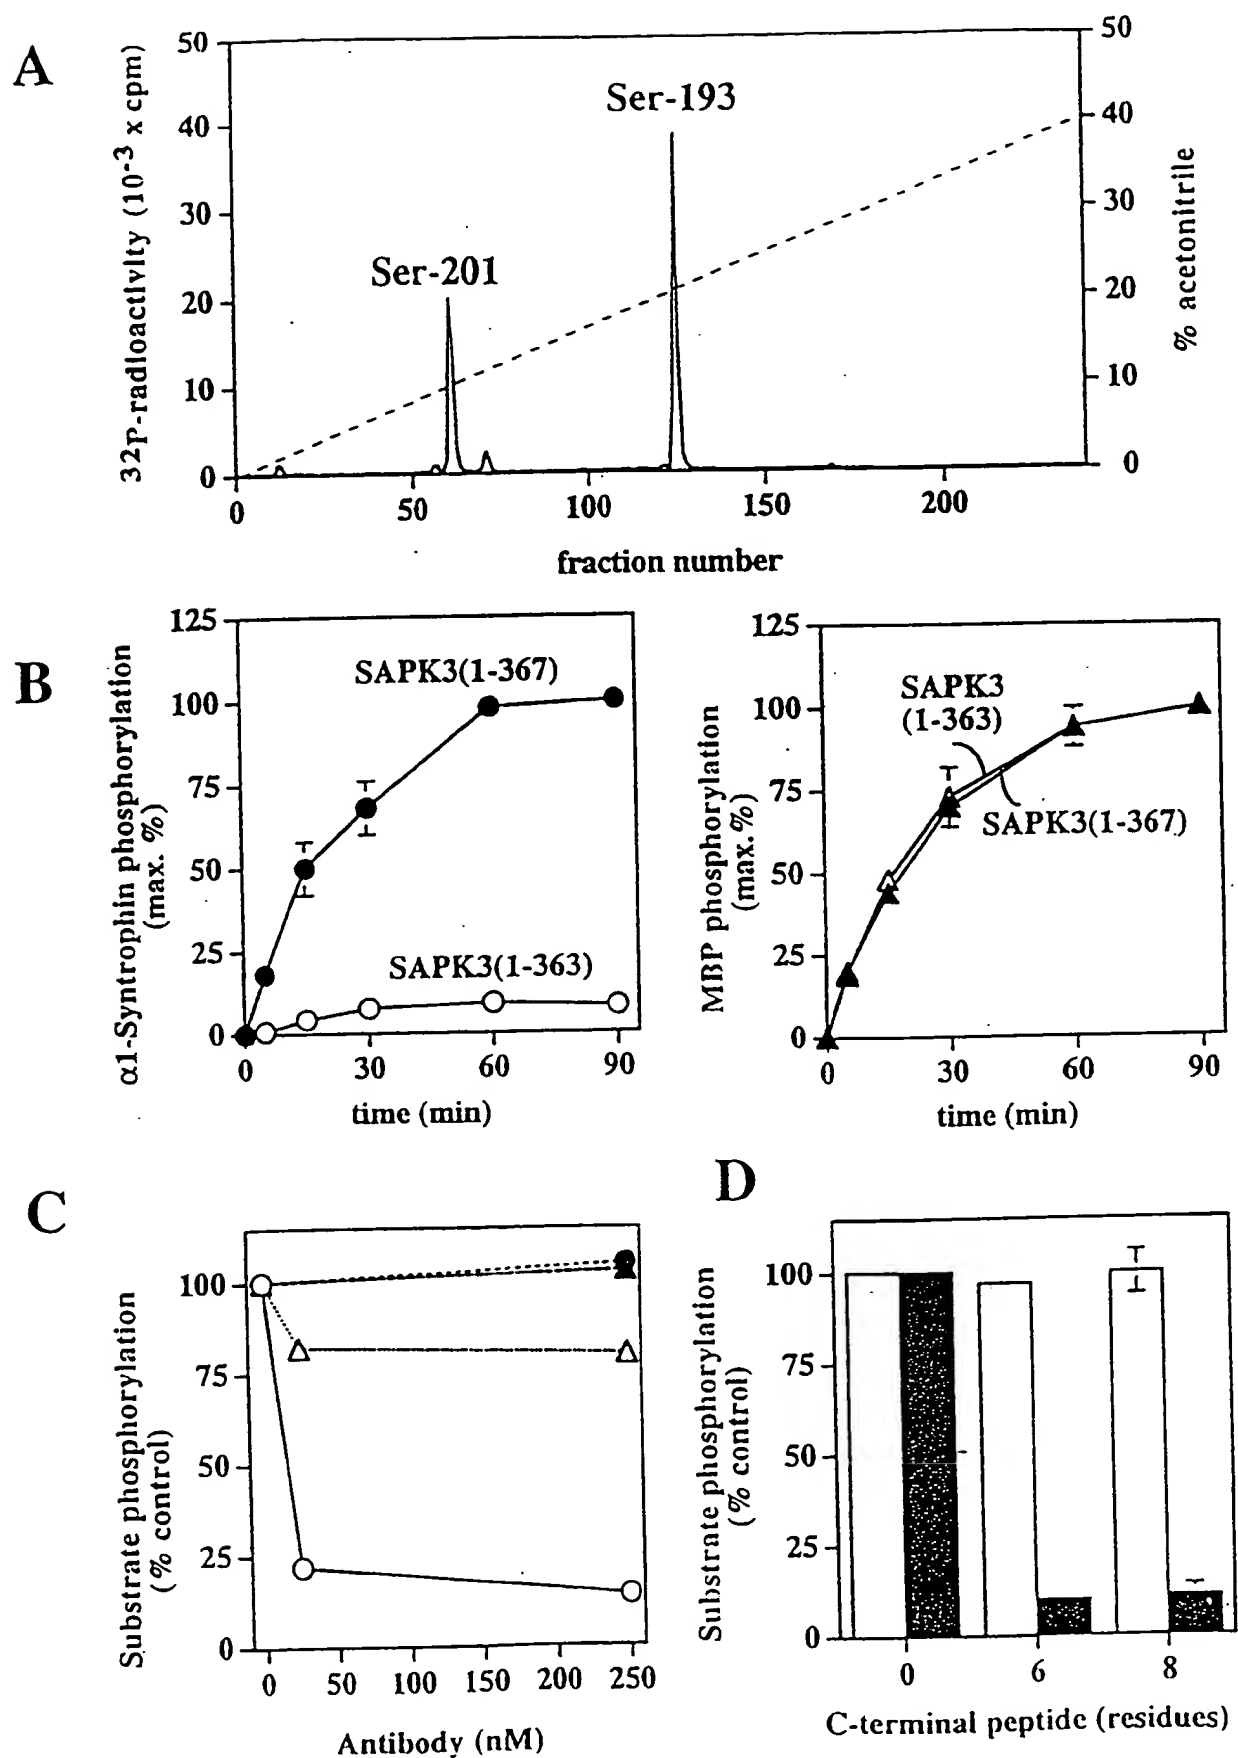 A
50
40
30
20
10
0
32P-radioactivity (10-3 x cpm)
Ser-201
Ser-193
50
40
30
20
10
0
% acetonitrile
0 50 100 150 200
fraction number
B
125
100
75
50
25
0
α1-Syntrophin phosphorylation
(max. %)
SAPK3(1-367)
SAPK3(1-363)
0 30 60 90
time (min)
125
100
75
50
25
0
MBP phosphorylation
(max.%)
SAPK3
(1-363)
SAPK3(1-367)
0 30 60 90
time (min)
C
100
75
50
25
0
Substrate phosphorylation
(% control)
0 50 100 150 200 250
Antibody (nM)
D
100
75
50
25
0
Substrate phosphorylation
(% control)
0 6 8
C-terminal peptide (residues)